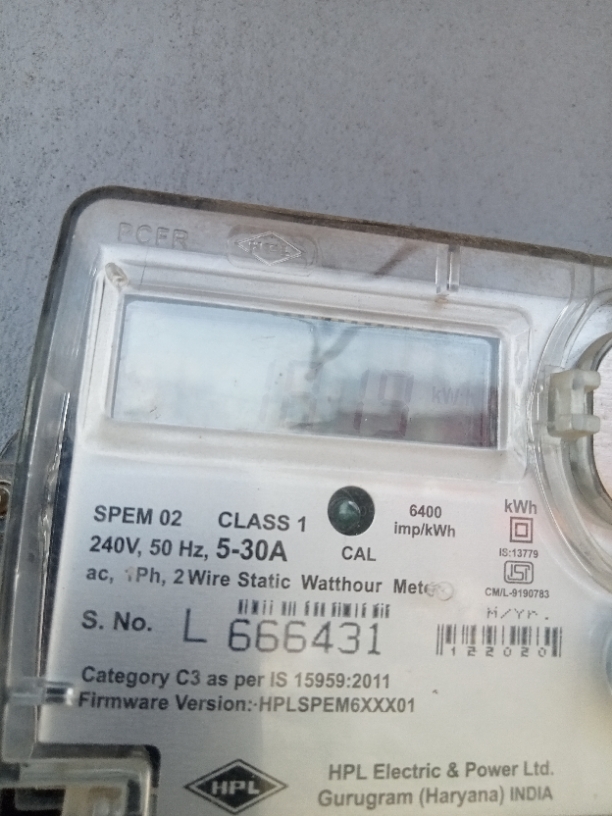 HPL
kWh
SPEM 02 CLASS 1 6400 imp/kWh kWh
240V, 50 Hz, 5-30A CAL IS:13779
ac, 1Ph, 2 Wire Static Watthour Meter CM/L-9190783
S. No. L 666431 M/Yr.
122020
Category C3 as per IS 15959:2011
Firmware Version:-HPLSPEM6XXX01
HPL HPL Electric & Power Ltd.
Gurugram (Haryana) INDIA